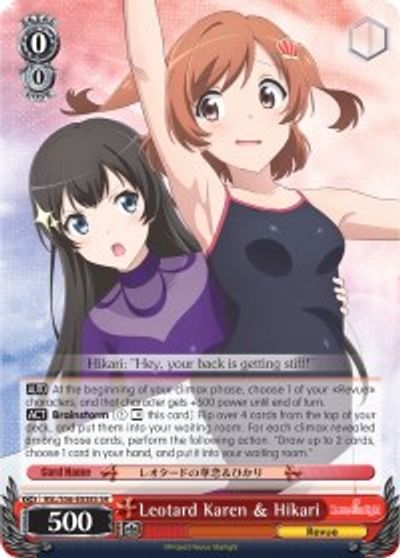 0
0
Hikari: "Hey, your back is getting stiff!"
AUTO At the beginning of your climax phase, choose 1 of your «Revue»
characters, and that character gets +500 power until end of turn.
ACT Brainstorm [① this card] Flip over 4 cards from the top of your
deck, and put them into your waiting room. For each climax revealed
among those cards, perform the following action. "Draw up to 2 cards,
choose 1 card in your hand, and put it into your waiting room."
Card Name レオタードの華恋&ひかり
500
Leotard Karen & Hikari
Revue